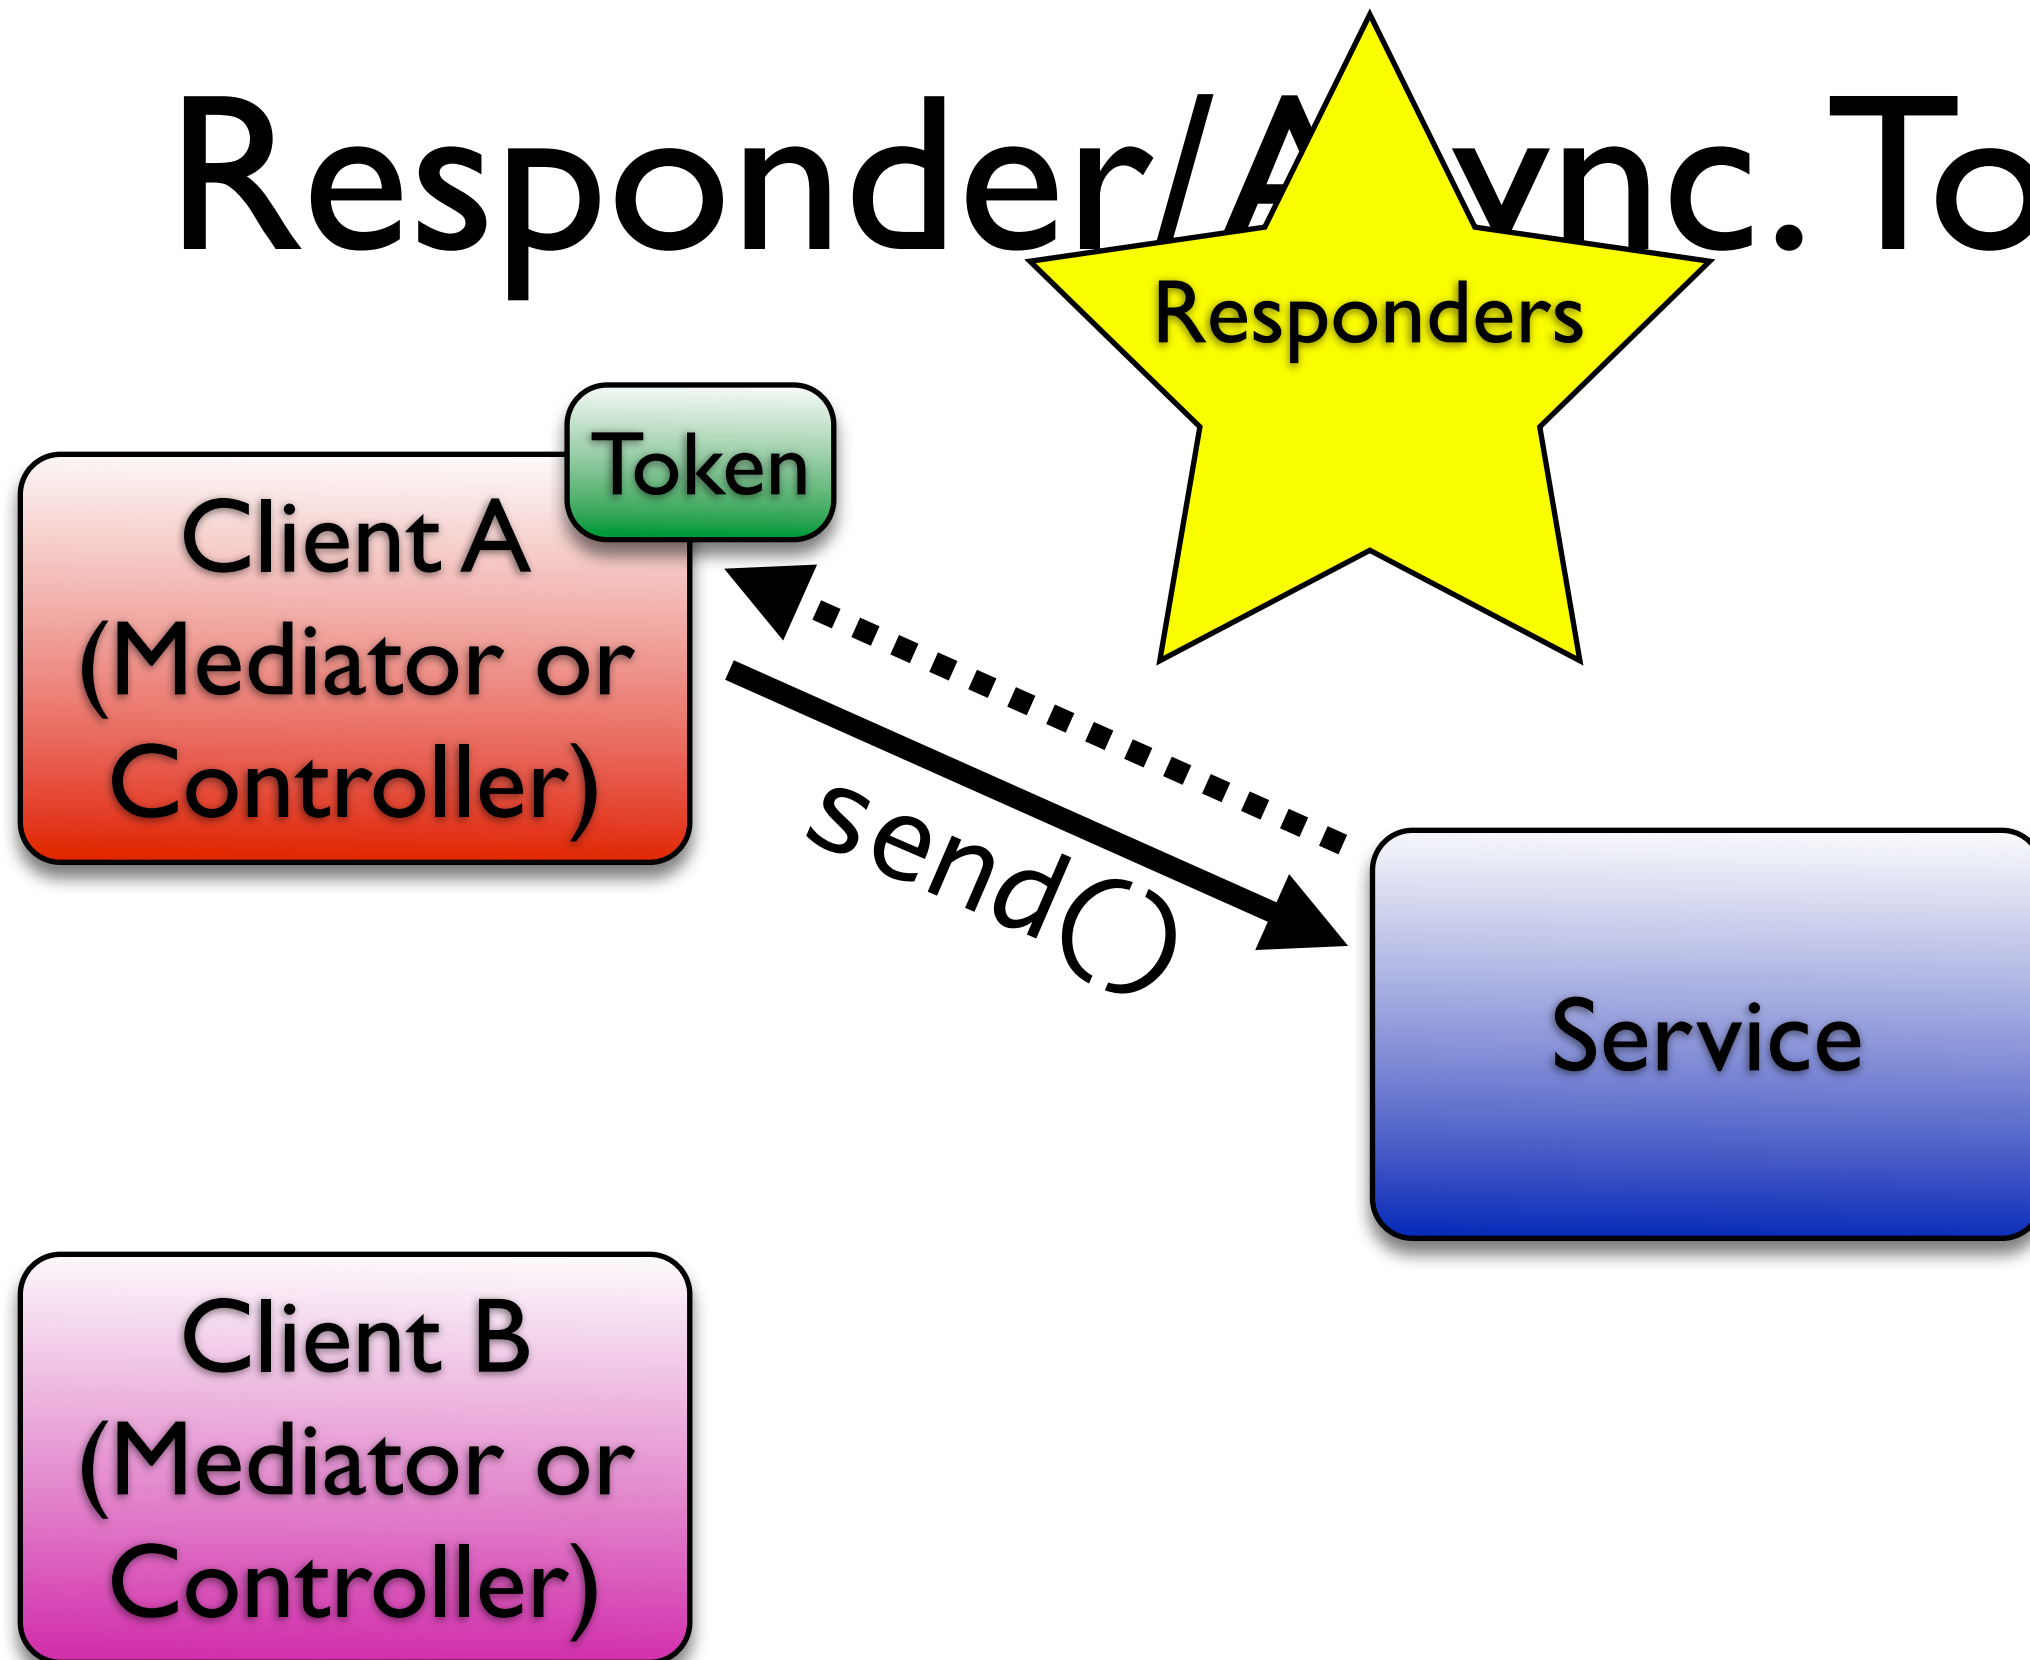 Responder/
Responders
Token
Client A
(Mediator or
Controller)
send()
Service
Client B
(Mediator or
Controller)